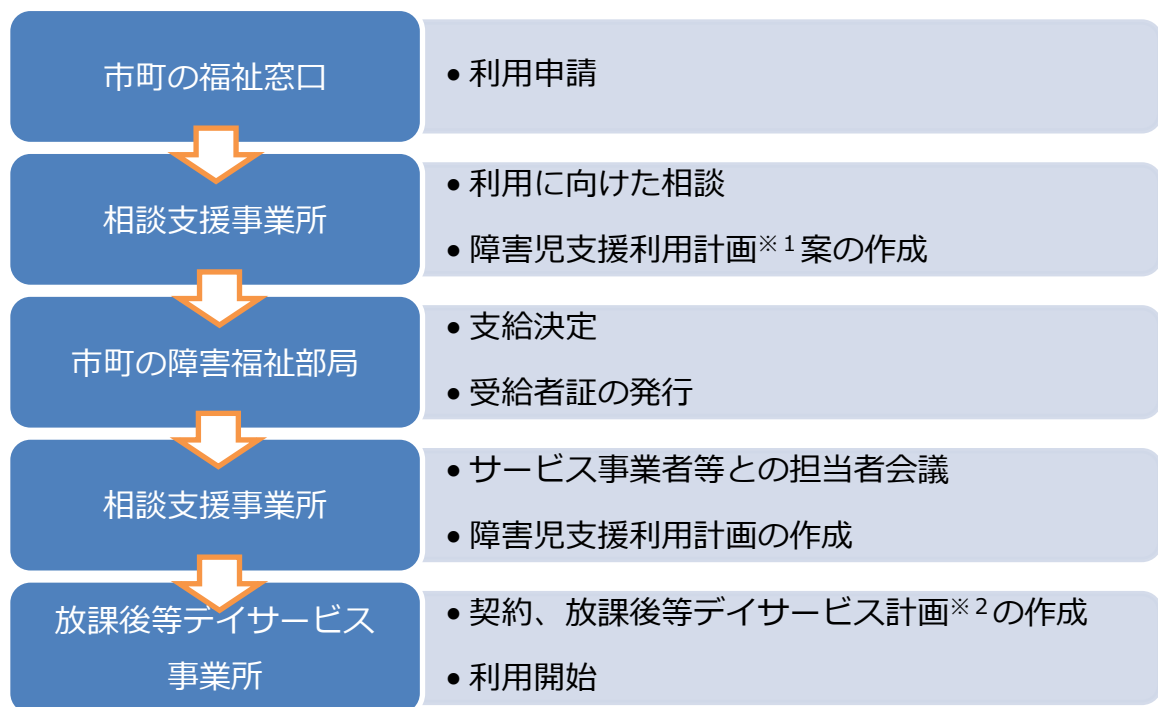 市町の福祉窓口
• 利用申請
相談支援事業所
• 利用に向けた相談
• 障害児支援利用計画※1案の作成
市町の障害福祉部局
• 支給決定
• 受給者証の発行
相談支援事業所
• サービス事業者等との担当者会議
• 障害児支援利用計画の作成
放課後等デイサービス
事業所
• 契約、放課後等デイサービス計画※2の作成
• 利用開始